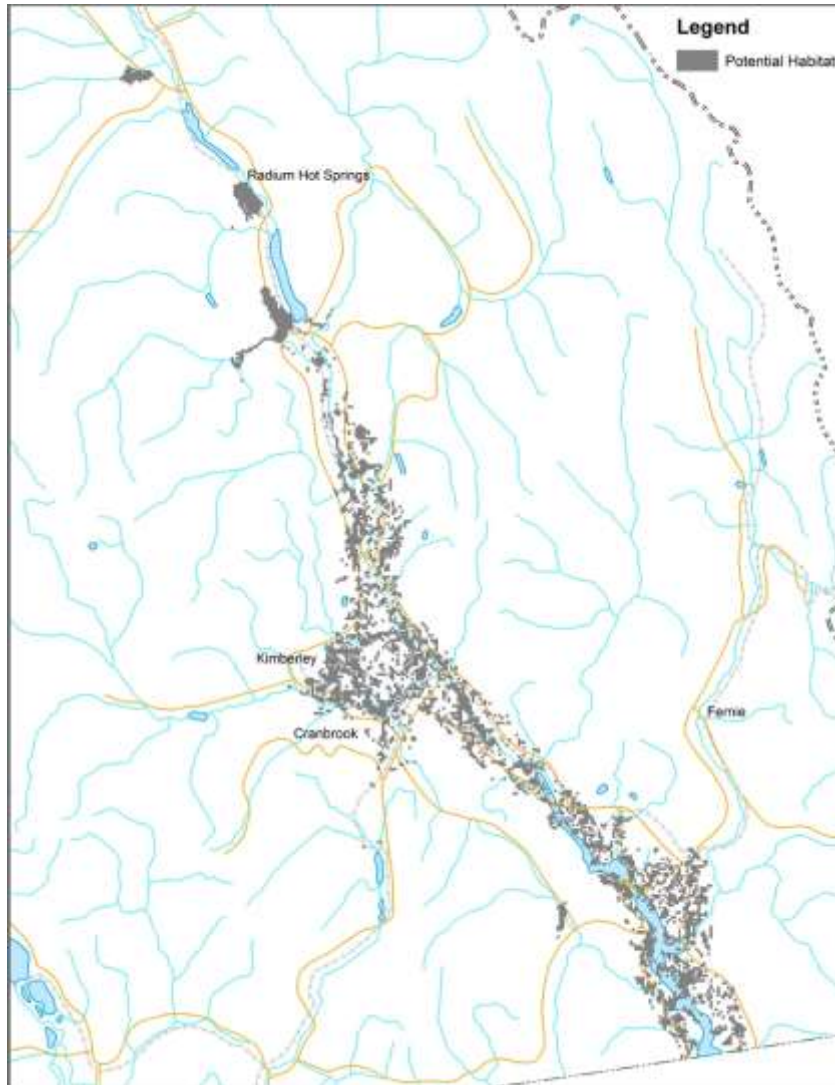 Legend
Potential Habitat
Radium Hot Springs
Kimberley
Cranbrook
Fernie